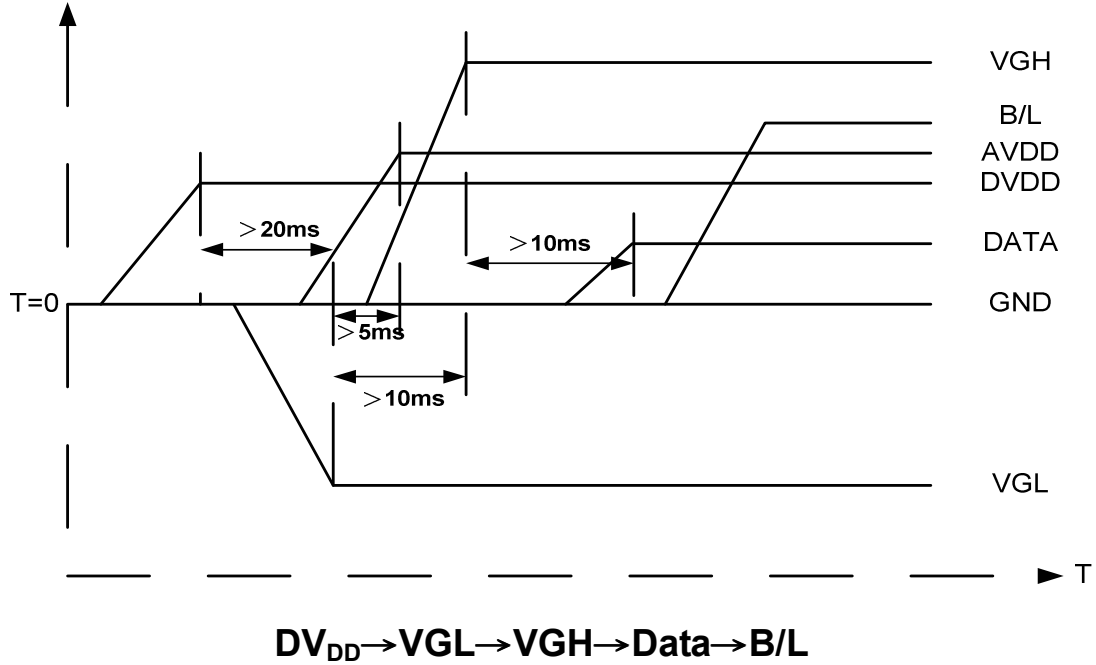 VGH
B/L
AVDD
DVDD
＞20ms
＞10ms
DATA
T=0
GND
＞5ms
＞10ms
VGL
T
DVDD→VGL→VGH→Data→B/L